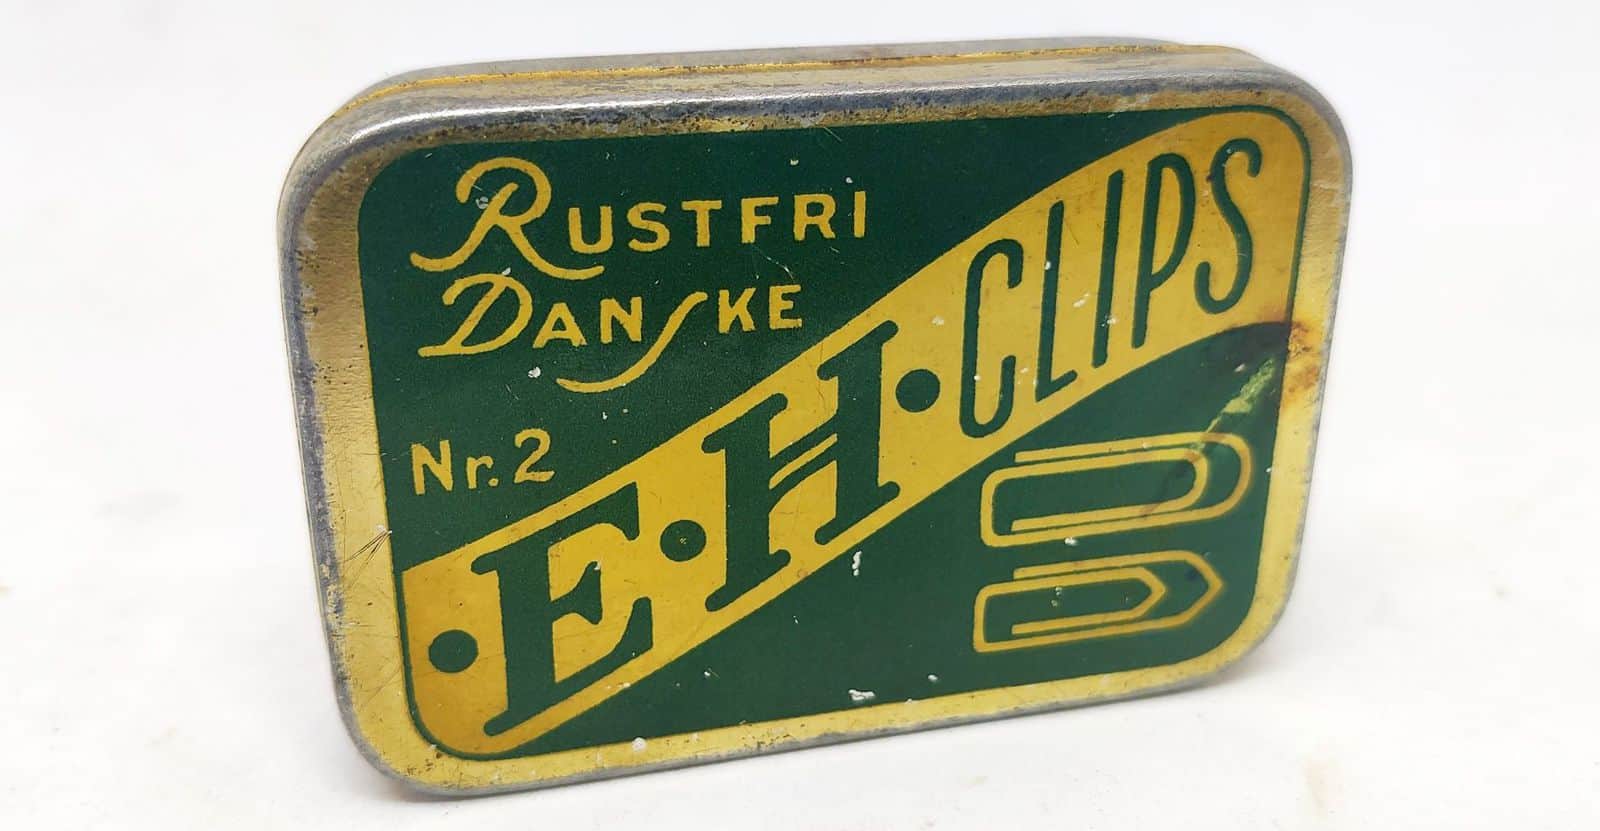 RUSTFRI
DANSKE
Nr. 2
·E·H·CLIPS